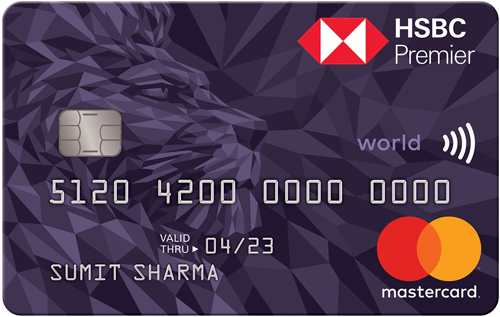 HSBC
Premier
world
5120 4200 0000 0000
VALID
THRU ▸ 04/23
SUMIT SHARMA
mastercard.